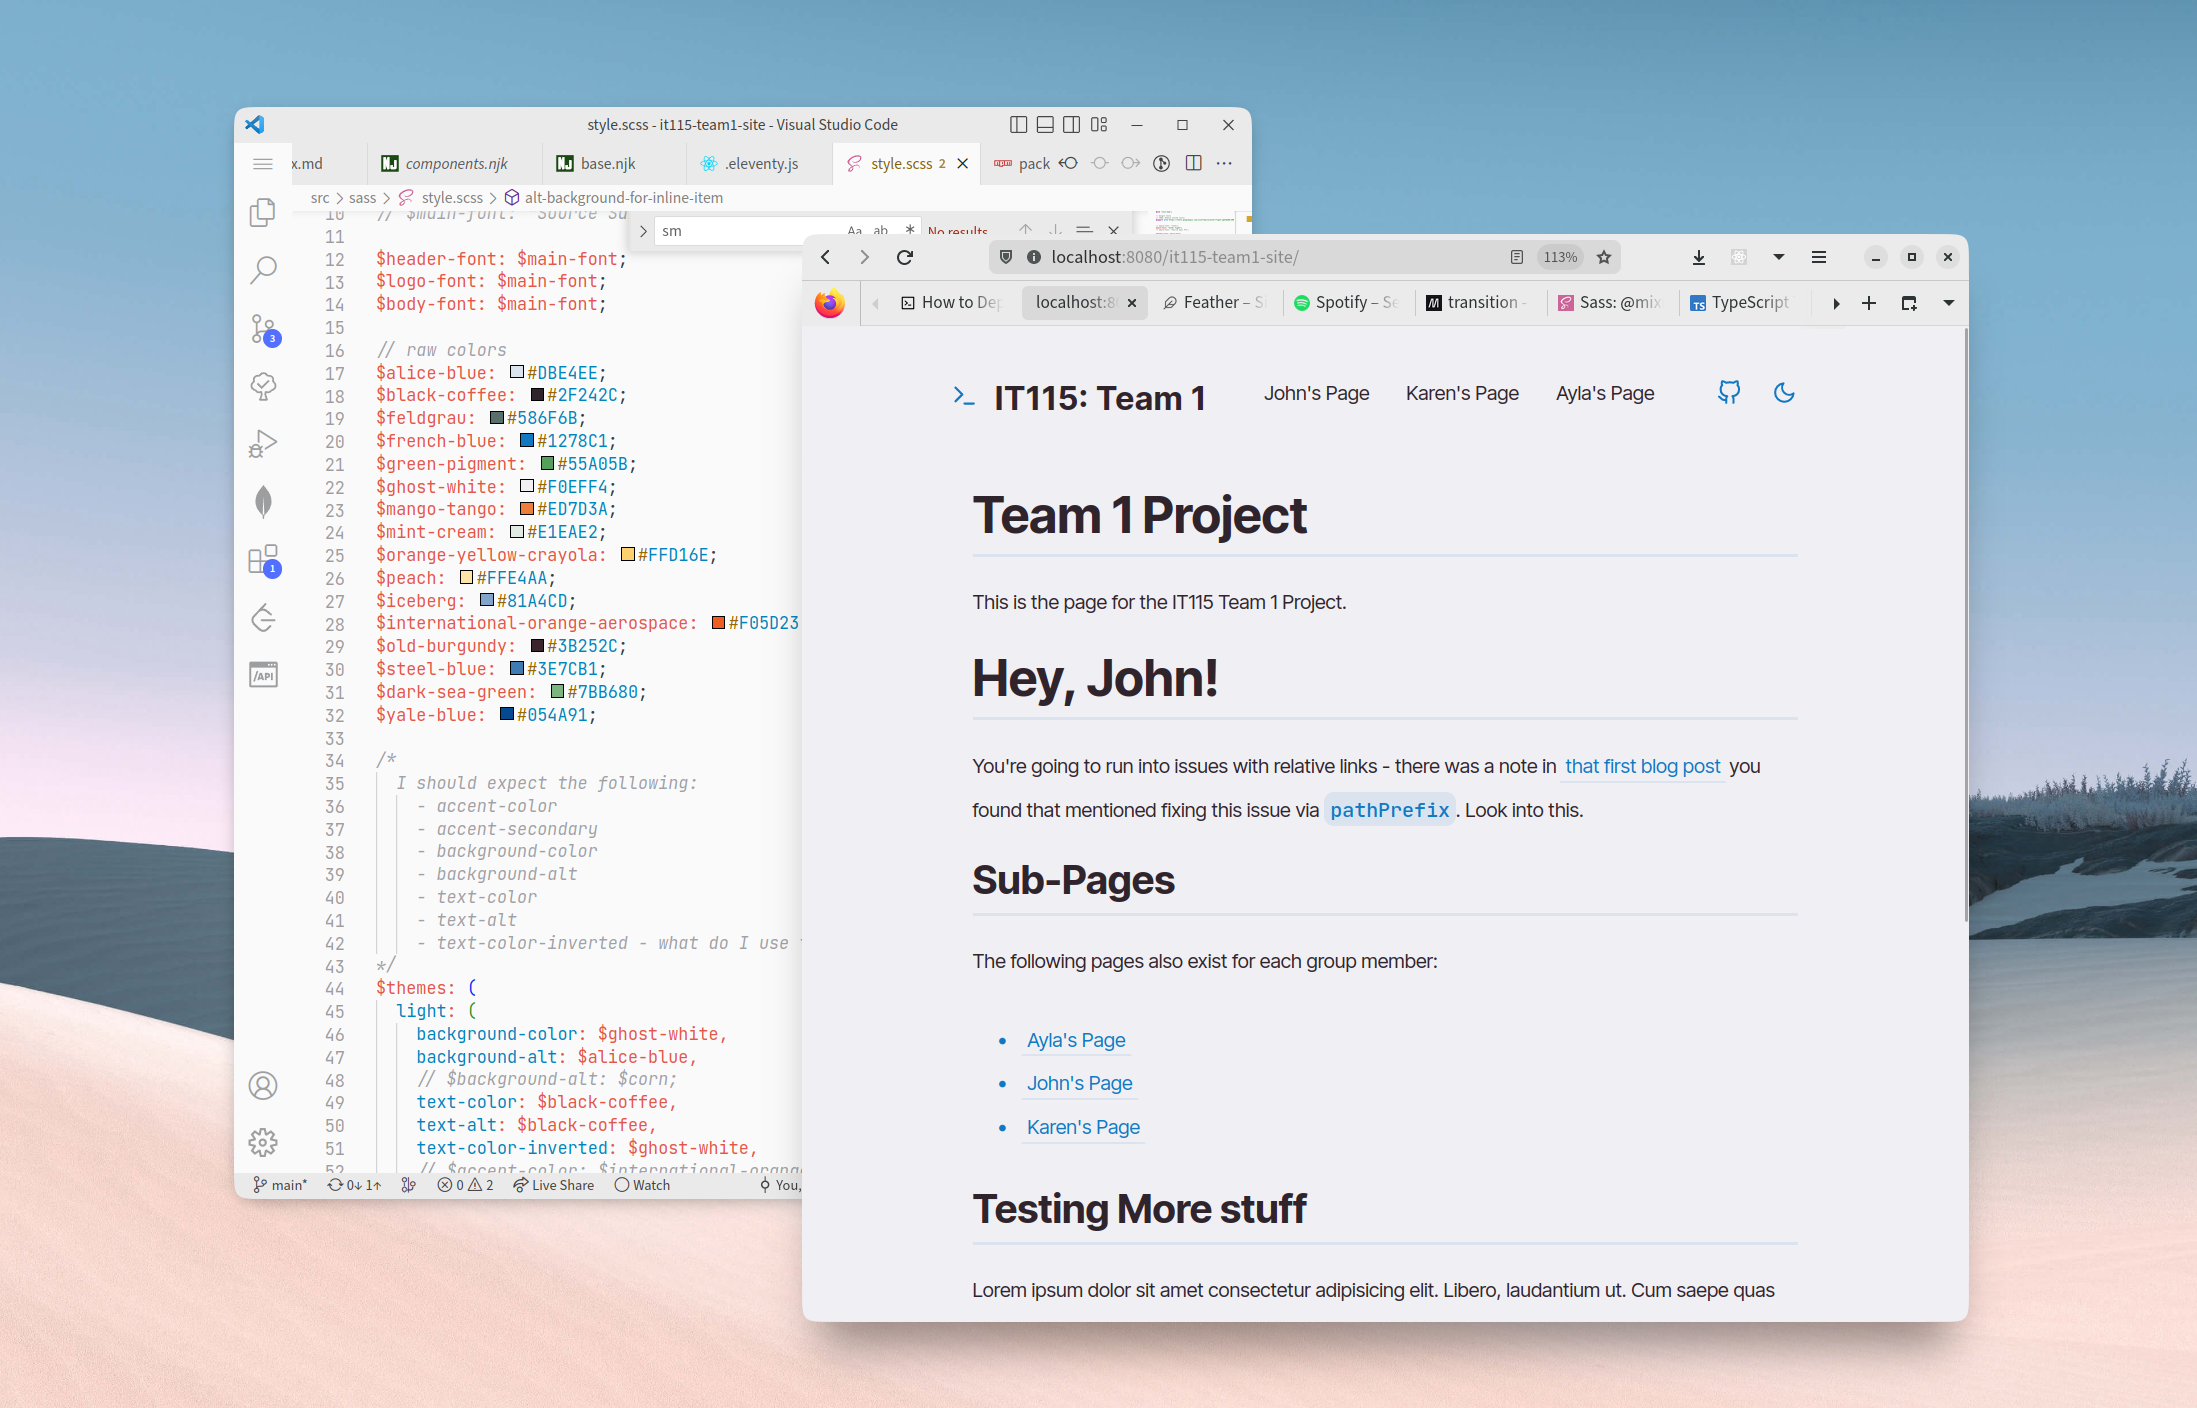 style.scss - it115-team1-site - Visual Studio Code
x.md
components.njk
base.njk
.eleventy.js
style.scss 2
pack
src > sass > style.scss > alt-background-for-inline-item
10 // $main-font: "Source Sa
sm
Aa ab * No results
11
12 $header-font: $main-font;
13 $logo-font: $main-font;
14 $body-font: $main-font;
15
16 // raw colors
17 $alice-blue: #DBE4EE;
18 $black-coffee: #2F242C;
19 $feldgrau: #586F6B;
20 $french-blue: #1278C1;
21 $green-pigment: #55A05B;
22 $ghost-white: #F0EFF4;
23 $mango-tango: #ED7D3A;
24 $mint-cream: #E1EAE2;
25 $orange-yellow-crayola: #FFD16E;
26 $peach: #FFE4AA;
27 $iceberg: #81A4CD;
28 $international-orange-aerospace: #F05D23
29 $old-burgundy: #3B252C;
30 $steel-blue: #3E7CB1;
31 $dark-sea-green: #7BB680;
32 $yale-blue: #054A91;
33
34 /*
35 I should expect the following:
36 - accent-color
37 - accent-secondary
38 - background-color
39 - background-alt
40 - text-color
41 - text-alt
42 - text-color-inverted - what do I use
43 */
44 $themes: (
45 light: (
46 background-color: $ghost-white,
47 background-alt: $alice-blue,
48 // $background-alt: $corn;
49 text-color: $black-coffee,
50 text-alt: $black-coffee,
51 text-color-inverted: $ghost-white,
52 // $accent-color: $international-orang
3
1
/API
main* 0↓ 1↑ 0 2 Live Share Watch You,
localhost:8080/it115-team1-site/
113%
How to Dep
localhost:8
Feather – S
Spotify – Se
transition -
Sass: @mix
TS TypeScript
IT115: Team 1
John's Page
Karen's Page
Ayla's Page
Team 1 Project
This is the page for the IT115 Team 1 Project.
Hey, John!
You're going to run into issues with relative links - there was a note in that first blog post you
found that mentioned fixing this issue via pathPrefix. Look into this.
Sub-Pages
The following pages also exist for each group member:
• Ayla's Page
• John's Page
• Karen's Page
Testing More stuff
Lorem ipsum dolor sit amet consectetur adipisicing elit. Libero, laudantium ut. Cum saepe quas